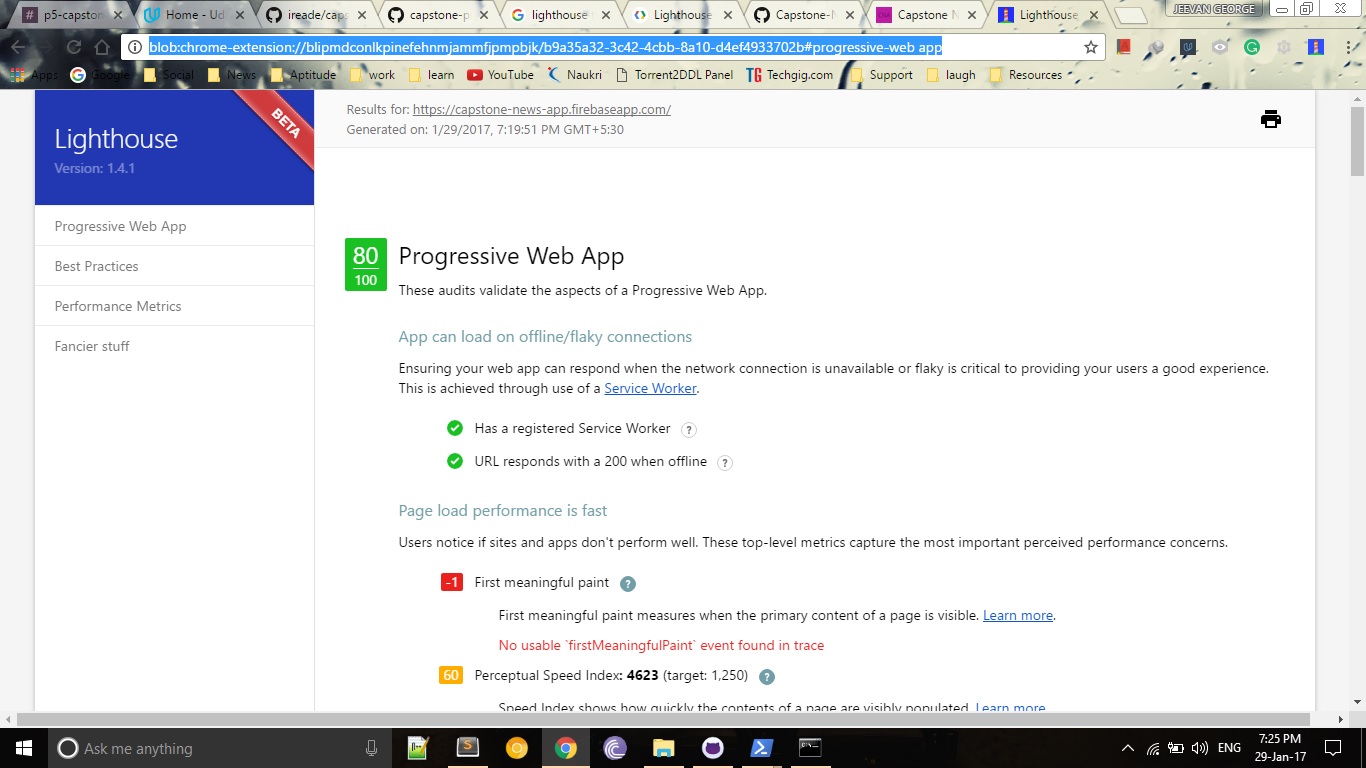 p5-capston
Home - Ud
ireade/caps
capstone-p
lighthouse
Lighthouse
Capstone-N
Capstone N
Lighthouse
JEEVAN GEORGE
blob:chrome-extension://blipmdconlkpinefehnmjammfjpmpbjk/b9a35a32-3c42-4cbb-8a10-d4ef4933702b#progressive-web app
Apps
Google
Social
News
Aptitude
work
learn
YouTube
Naukri
Torrent2DDL Panel
TG Techgig.com
Support
laugh
Resources
BETA
Lighthouse
Version: 1.4.1
Progressive Web App
Best Practices
Performance Metrics
Fancier stuff
Results for: https://capstone-news-app.firebaseapp.com/
Generated on: 1/29/2017, 7:19:51 PM GMT+5:30
80
100
Progressive Web App
These audits validate the aspects of a Progressive Web App.
App can load on offline/flaky connections
Ensuring your web app can respond when the network connection is unavailable or flaky is critical to providing your users a good experience.
This is achieved through use of a Service Worker.
Has a registered Service Worker ?
URL responds with a 200 when offline ?
Page load performance is fast
Users notice if sites and apps don't perform well. These top-level metrics capture the most important perceived performance concerns.
-1 First meaningful paint ?
First meaningful paint measures when the primary content of a page is visible. Learn more.
No usable `firstMeaningfulPaint` event found in trace
60 Perceptual Speed Index: 4623 (target: 1,250) ?
Speed Index shows how quickly the contents of a page are visibly populated. Learn more
Ask me anything
ENG
7:25 PM
29-Jan-17